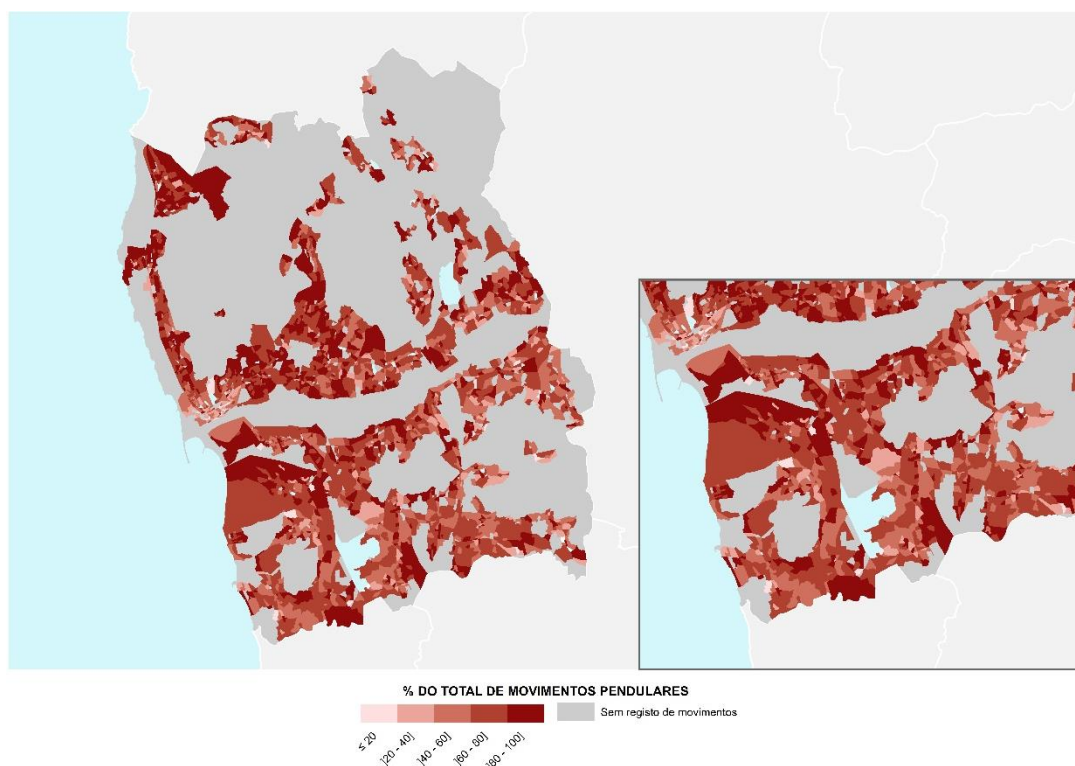 % DO TOTAL DE MOVIMENTOS PENDULARES
Sem registo de movimentos
≤ 20
]20 - 40]
]40 - 60]
]60 - 80]
]80 - 100]